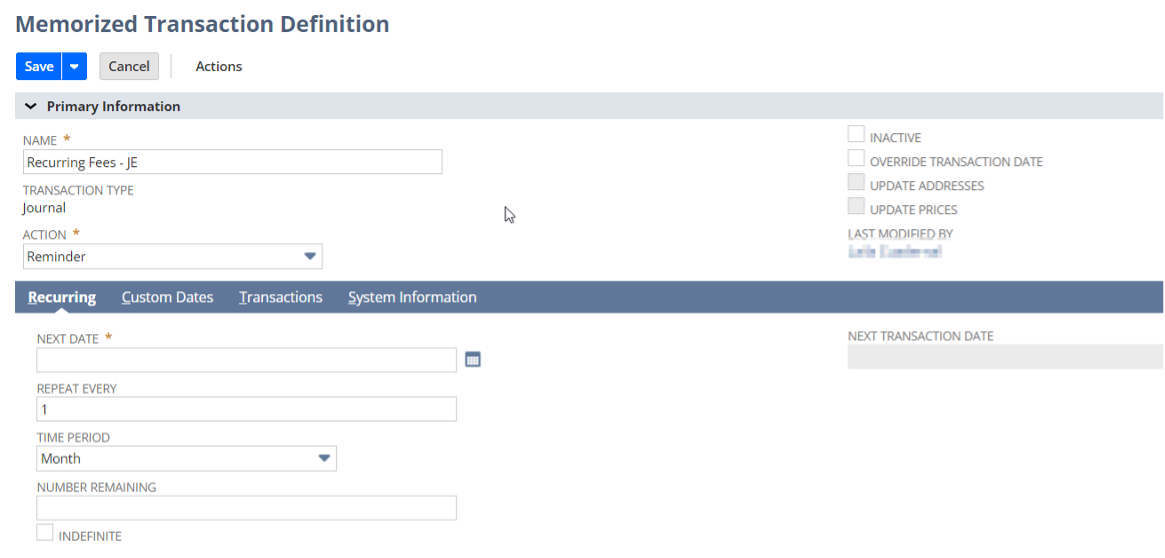 Memorized Transaction Definition
Save Cancel Actions
Primary Information
NAME *
Recurring Fees - JE
TRANSACTION TYPE
Journal
ACTION *
Reminder
INACTIVE
OVERRIDE TRANSACTION DATE
UPDATE ADDRESSES
UPDATE PRICES
LAST MODIFIED BY
Recurring Custom Dates Transactions System Information
NEXT DATE *
REPEAT EVERY
1
TIME PERIOD
Month
NUMBER REMAINING
INDEFINITE
NEXT TRANSACTION DATE